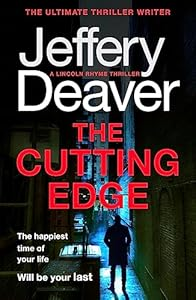 THE ULTIMATE THRILLER WRITER
Jeffery
Deaver
A LINCOLN RHYME THRILLER
THE
CUTTING
EDGE
The happiest
time of
your life
Will be your last